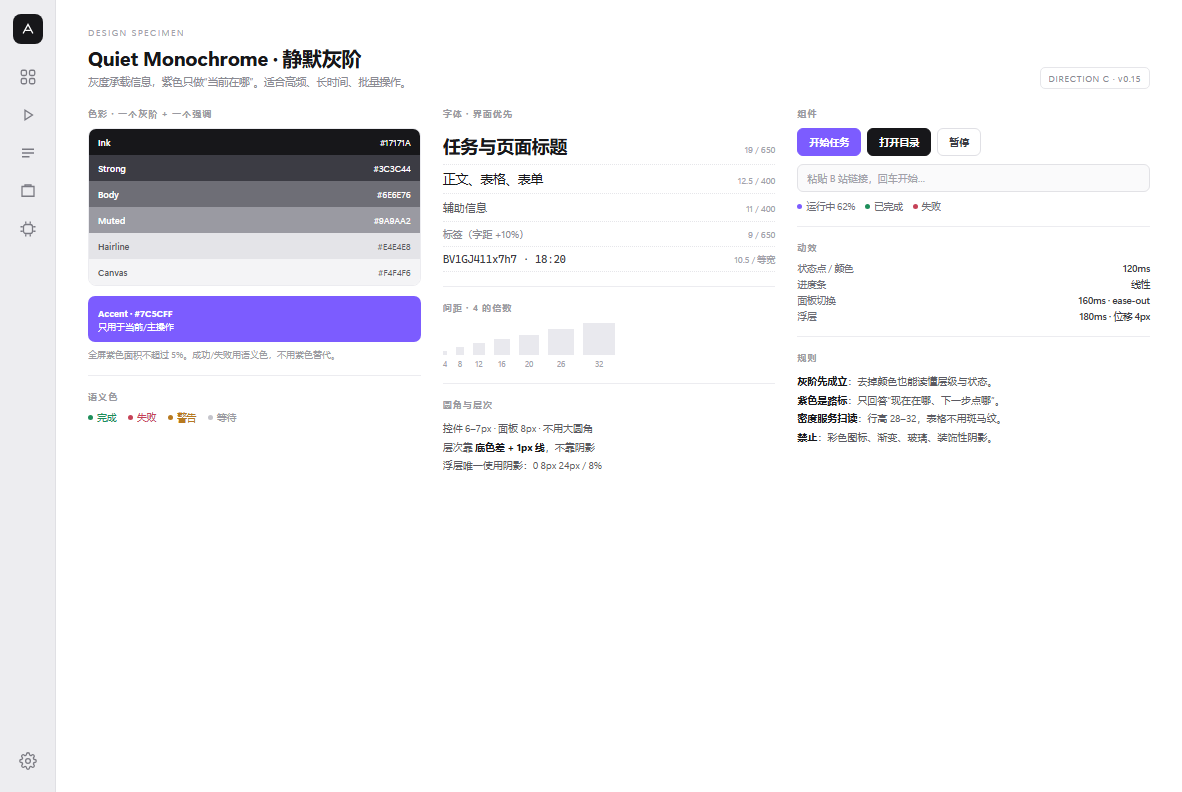 A
DESIGN SPECIMEN
Quiet Monochrome · 静默灰阶
灰度承载信息，紫色只做"当前在哪"。适合高频、长时间、批量操作。
DIRECTION C · v0.15
色彩 · 一个灰阶 + 一个强调
Ink #17171A
Strong #3C3C44
Body #6E6E76
Muted #9A9AA2
Hairline #E4E4E8
Canvas #F4F4F6
Accent · #7C5CFF
只用于当前/主操作
全屏紫色面积不超过 5%。成功/失败用语义色，不用紫色替代。
语义色
完成 失败 警告 等待
字体 · 界面优先
任务与页面标题 19 / 650
正文、表格、表单 12.5 / 400
辅助信息 11 / 400
标签（字距 +10%） 9 / 650
BV1GJ411x7h7 · 18:20 10.5 / 等宽
间距 · 4 的倍数
4 8 12 16 20 26 32
圆角与层次
控件 6–7px · 面板 8px · 不用大圆角
层次靠 底色差 + 1px 线，不靠阴影
浮层唯一使用阴影：0 8px 24px / 8%
组件
开始任务 打开目录 暂停
粘贴 B 站链接，回车开始…
运行中 62% 已完成 失败
动效
状态点 / 颜色 120ms
进度条 线性
面板切换 160ms · ease-out
浮层 180ms · 位移 4px
规则
灰阶先成立：去掉颜色也能读懂层级与状态。
紫色是路标：只回答"现在在哪、下一步点哪"。
密度服务扫读：行高 28–32，表格不用斑马纹。
禁止：彩色图标、渐变、玻璃、装饰性阴影。